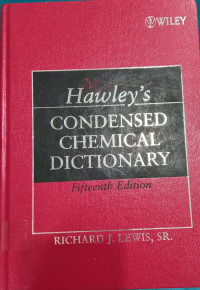 WILEY
Hawley's
CONDENSED
CHEMICAL
DICTIONARY
Fifteenth Edition
RICHARD J. LEWIS, SR.